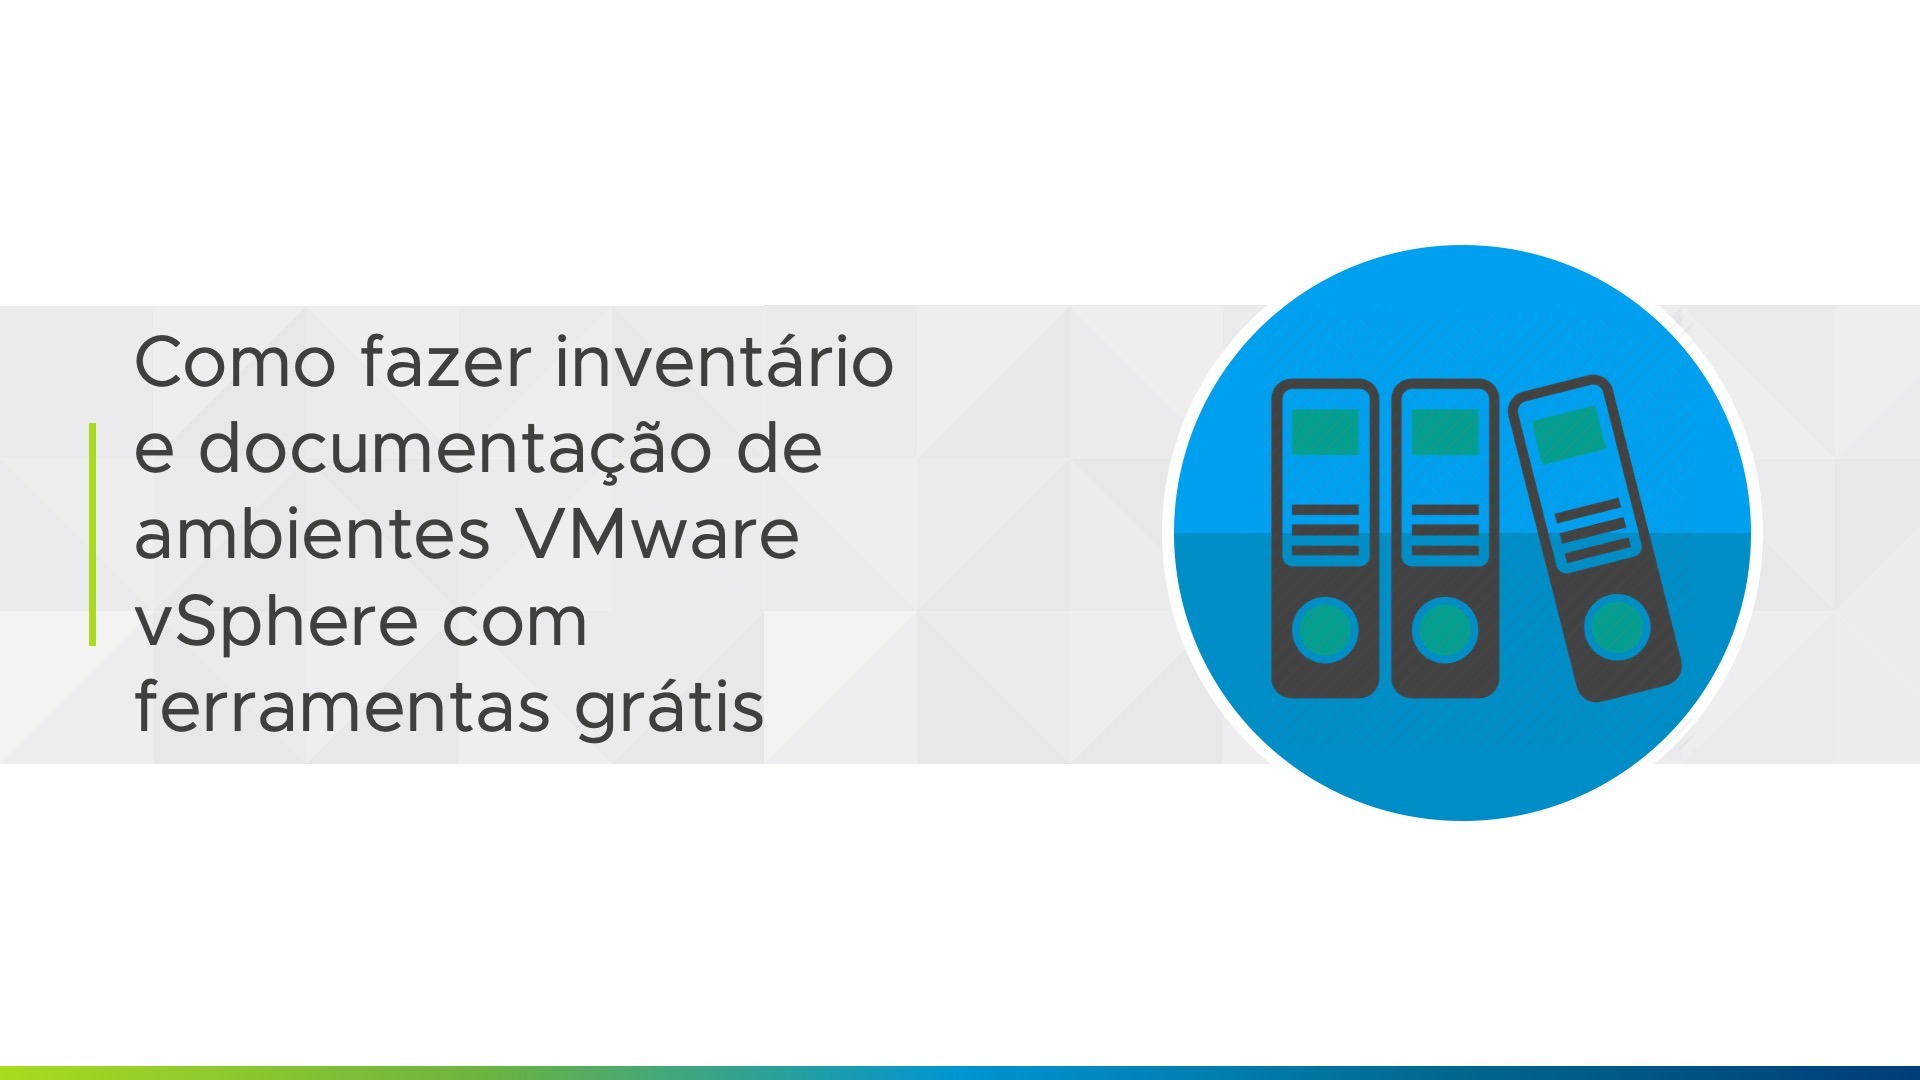 Como fazer inventário
e documentação de
ambientes VMware
vSphere com
ferramentas grátis